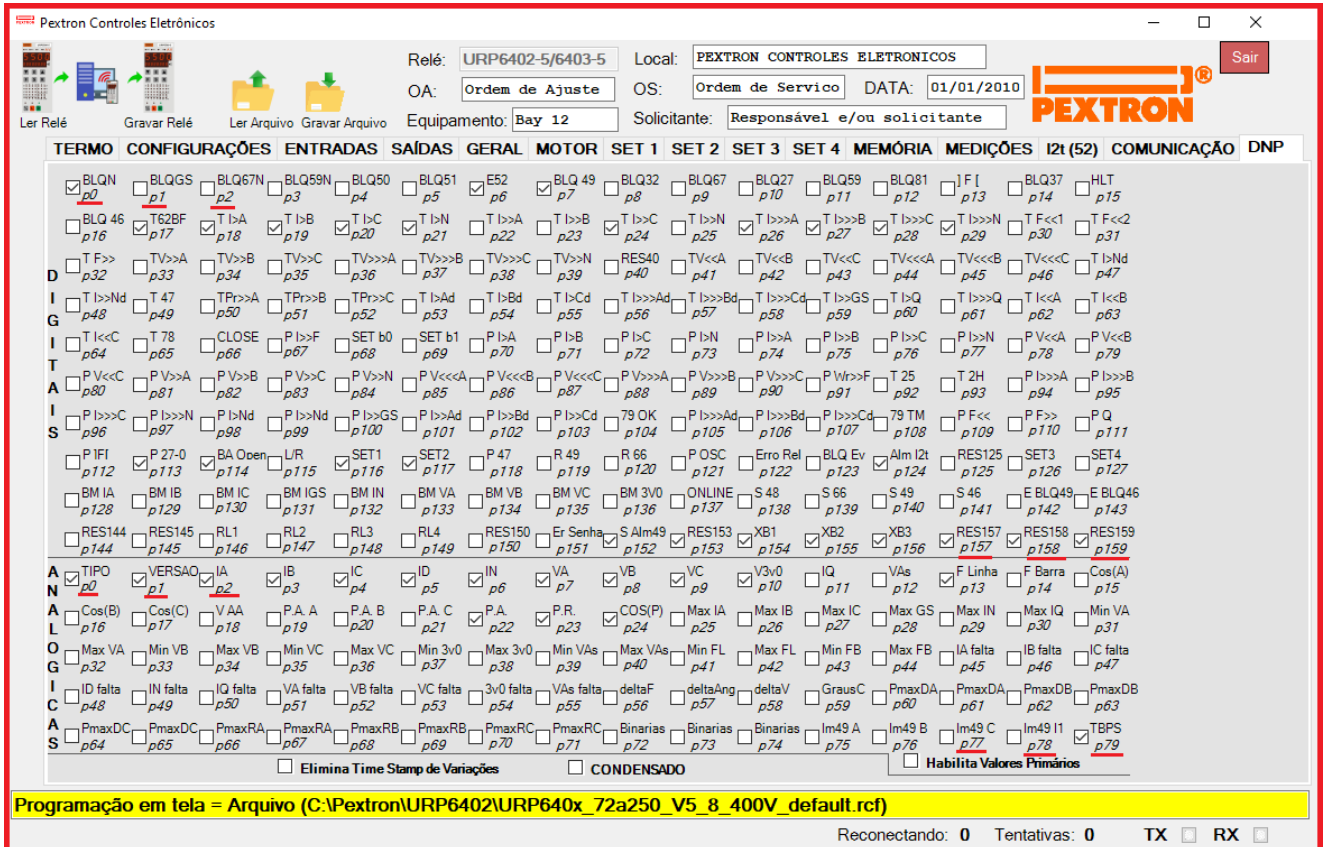 Pextron Controles Eletrônicos
Relé: URP6402-5/6403-5 Local: PEXTRON CONTROLES ELETRONICOS Sair
OA: Ordem de Ajuste OS: Ordem de Servico DATA: 01/01/2010
Ler Relé Gravar Relé Ler Arquivo Gravar Arquivo Equipamento: Bay 12 Solicitante: Responsável e/ou solicitante PEXTRON®
TERMO CONFIGURAÇÕES ENTRADAS SAÍDAS GERAL MOTOR SET 1 SET 2 SET 3 SET 4 MEMÓRIA MEDIÇÕES I2t (52) COMUNICAÇÃO DNP
DIGITAIS
BLQN BLQGS BLQ67N BLQ59N BLQ50 BLQ51 E52 BLQ 49 BLQ32 BLQ67 BLQ27 BLQ59 BLQ81 ] F [ BLQ37 HLT
p0 p1 p2 p3 p4 p5 p6 p7 p8 p9 p10 p11 p12 p13 p14 p15
BLQ 46 T62BF T I>A T I>B T I>C T I>N T I>>A T I>>B T I>>C T I>>N T I>>>A T I>>>B T I>>>C T I>>>N T F<<1 T F<<2
p16 p17 p18 p19 p20 p21 p22 p23 p24 p25 p26 p27 p28 p29 p30 p31
T F>> TV>>A TV>>B TV>>C TV>>>A TV>>>B TV>>>C TV>>N RES40 TV<<A TV<<B TV<<C TV<<<A TV<<<B TV<<<C T I>Nd
p32 p33 p34 p35 p36 p37 p38 p39 p40 p41 p42 p43 p44 p45 p46 p47
T I>>Nd T 47 TPr>>A TPr>>B TPr>>C T I>Ad T I>Bd T I>Cd T I>>>Ad T I>>>Bd T I>>>Cd T I>>GS T I>Q T I>>>Q T I<<A T I<<B
p48 p49 p50 p51 p52 p53 p54 p55 p56 p57 p58 p59 p60 p61 p62 p63
T I<<C T 78 CLOSE P I>>F SET b0 SET b1 P I>A P I>B P I>C P I>N P I>>A P I>>B P I>>C P I>>N P V<<A P V<<B
p64 p65 p66 p67 p68 p69 p70 p71 p72 p73 p74 p75 p76 p77 p78 p79
P V<<C P V>>A P V>>B P V>>C P V>>N P V<<<A P V<<<B P V<<<C P V>>>A P V>>>B P V>>>C P Wr>>F T 25 T 2H P I>>>A P I>>>B
p80 p81 p82 p83 p84 p85 p86 p87 p88 p89 p90 p91 p92 p93 p94 p95
P I>>>C P I>>>N P I>Nd P I>>Nd P I>>GS P I>>Ad P I>>Bd P I>>Cd 79 OK P I>>>Ad P I>>>Bd P I>>>Cd 79 TM P F<< P F>> P Q
p96 p97 p98 p99 p100 p101 p102 p103 p104 p105 p106 p107 p108 p109 p110 p111
P ]F[ P 27-0 BA Open L/R SET1 SET2 P 47 R 49 R 66 P OSC Erro Rel BLQ Ev Alm I2t RES125 SET3 SET4
p112 p113 p114 p115 p116 p117 p118 p119 p120 p121 p122 p123 p124 p125 p126 p127
BM IA BM IB BM IC BM IGS BM IN BM VA BM VB BM VC BM 3V0 ONLINE S 48 S 66 S 49 S 46 E BLQ49 E BLQ46
p128 p129 p130 p131 p132 p133 p134 p135 p136 p137 p138 p139 p140 p141 p142 p143
RES144 RES145 RL1 RL2 RL3 RL4 RES150 Er Senha S Alm49 RES153 XB1 XB2 XB3 RES157 RES158 RES159
p144 p145 p146 p147 p148 p149 p150 p151 p152 p153 p154 p155 p156 p157 p158 p159
ANALOGICAS
TIPO VERSAO IA IB IC ID IN VA VB VC V3v0 IQ VAs F Linha F Barra Cos(A)
p0 p1 p2 p3 p4 p5 p6 p7 p8 p9 p10 p11 p12 p13 p14 p15
Cos(B) Cos(C) V AA P.A. A P.A. B P.A. C P.A. P.R. COS(P) Max IA Max IB Max IC Max GS Max IN Max IQ Min VA
p16 p17 p18 p19 p20 p21 p22 p23 p24 p25 p26 p27 p28 p29 p30 p31
Max VA Min VB Max VB Min VC Max VC Min 3v0 Max 3v0 Min VAs Max VAs Min FL Max FL Min FB Max FB IA falta IB falta IC falta
p32 p33 p34 p35 p36 p37 p38 p39 p40 p41 p42 p43 p44 p45 p46 p47
ID falta IN falta IQ falta VA falta VB falta VC falta 3v0 falta VAs falta deltaF deltaAng deltaV GrausC PmaxDA PmaxDA PmaxDB PmaxDB
p48 p49 p50 p51 p52 p53 p54 p55 p56 p57 p58 p59 p60 p61 p62 p63
PmaxDC PmaxDC PmaxRA PmaxRA PmaxRB PmaxRB PmaxRC PmaxRC Binarias Binarias Binarias Im49 A Im49 B Im49 C Im49 I1 TBPS
p64 p65 p66 p67 p68 p69 p70 p71 p72 p73 p74 p75 p76 p77 p78 p79
Elimina Time Stamp de Variações CONDENSADO Habilita Valores Primários
Programação em tela = Arquivo (C:\Pextron\URP6402\URP640x_72a250_V5_8_400V_default.rcf)
Reconectando: 0 Tentativas: 0 TX RX